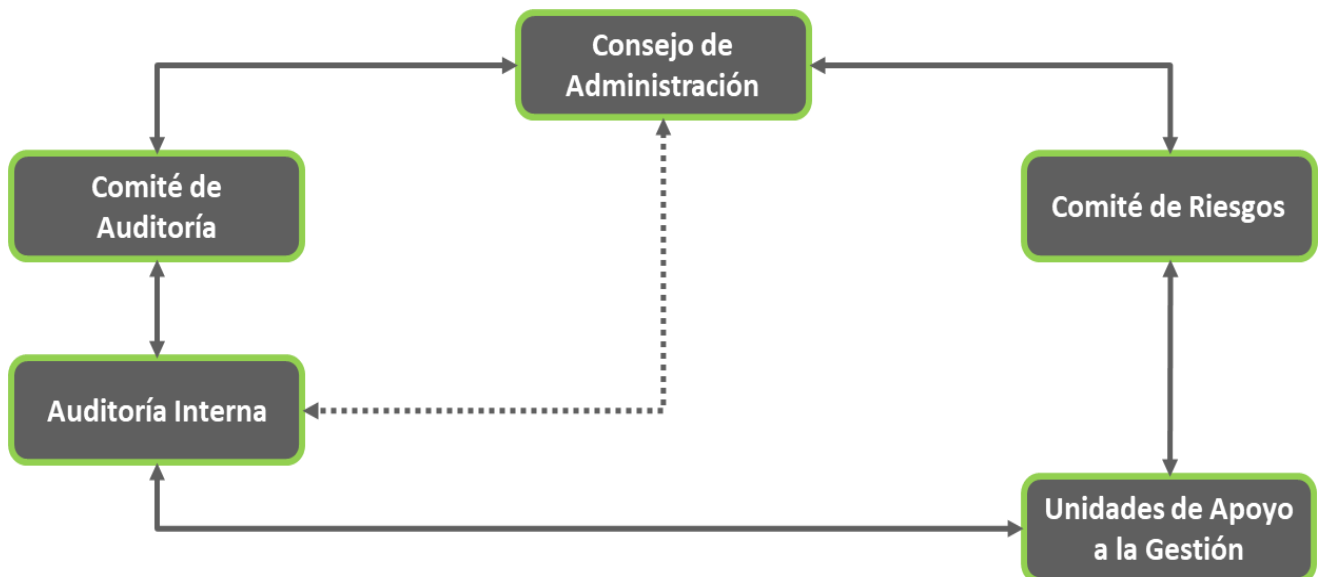 Consejo de
Administración
Comité de
Auditoría
Comité de Riesgos
Auditoría Interna
Unidades de Apoyo
a la Gestión